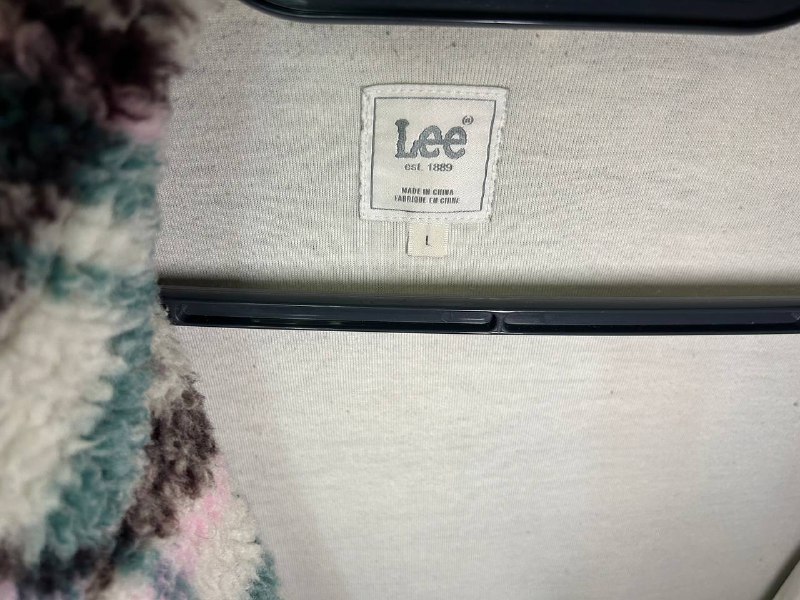 Lee®
est. 1889
MADE IN CHINA
FABRIQUE EN CHINE
L